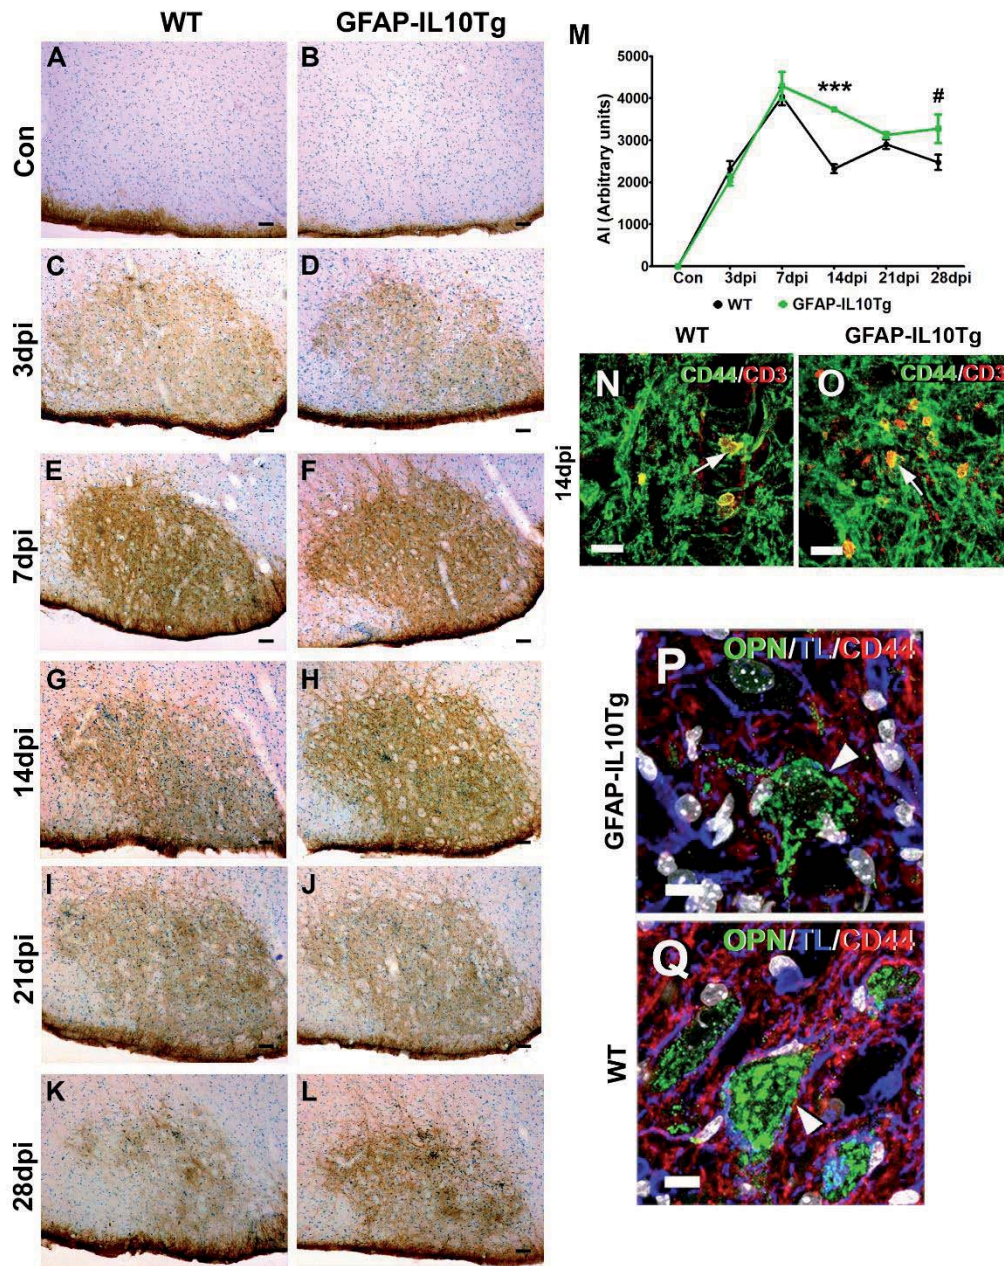 WT GFAP-IL10Tg
Con
A B
3dpi
C D
7dpi
E F
14dpi
G H
21dpi
I J
28dpi
K L
M
AI (Arbitrary units)
5000
4000
3000
2000
1000
0
***
#
Con 3dpi 7dpi 14dpi 21dpi 28dpi
WT GFAP-IL10Tg
WT GFAP-IL10Tg
14dpi
N CD44/CD3
O CD44/CD3
GFAP-IL10Tg
P OPN/TL/CD44
WT
Q OPN/TL/CD44